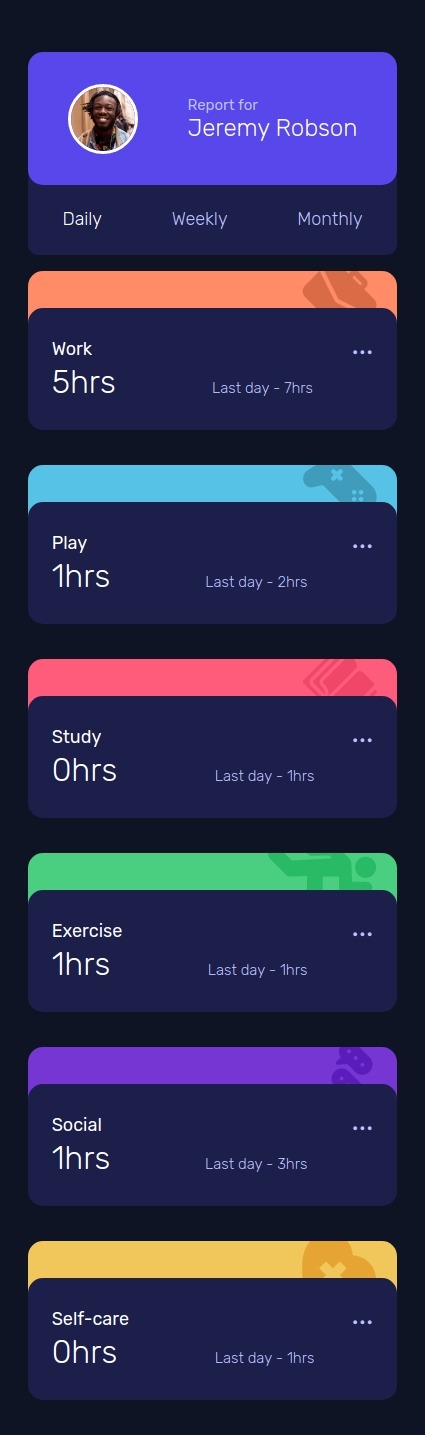 Report for
Jeremy Robson
Daily Weekly Monthly
Work
5hrs Last day - 7hrs
Play
1hrs Last day - 2hrs
Study
0hrs Last day - 1hrs
Exercise
1hrs Last day - 1hrs
Social
1hrs Last day - 3hrs
Self-care
0hrs Last day - 1hrs